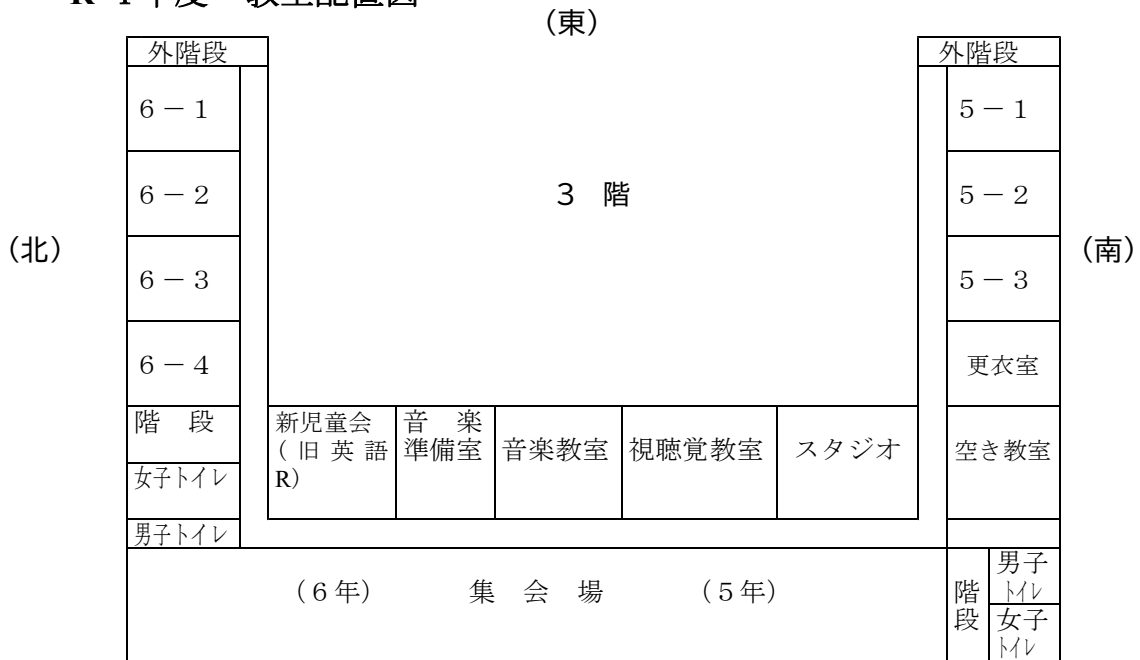 (東)
外階段
外階段
6－1
5－1
6－2
3 階
5－2
(北)
(南)
6－3
5－3
6－4
更衣室
階 段
新児童会
(旧英語
R)
音 楽
準備室
音楽教室
視聴覚教室
スタジオ
空き教室
女子トイレ
男子トイレ
(6年) 集 会 場 (5年)
階
段
男子
トイレ
女子
トイレ